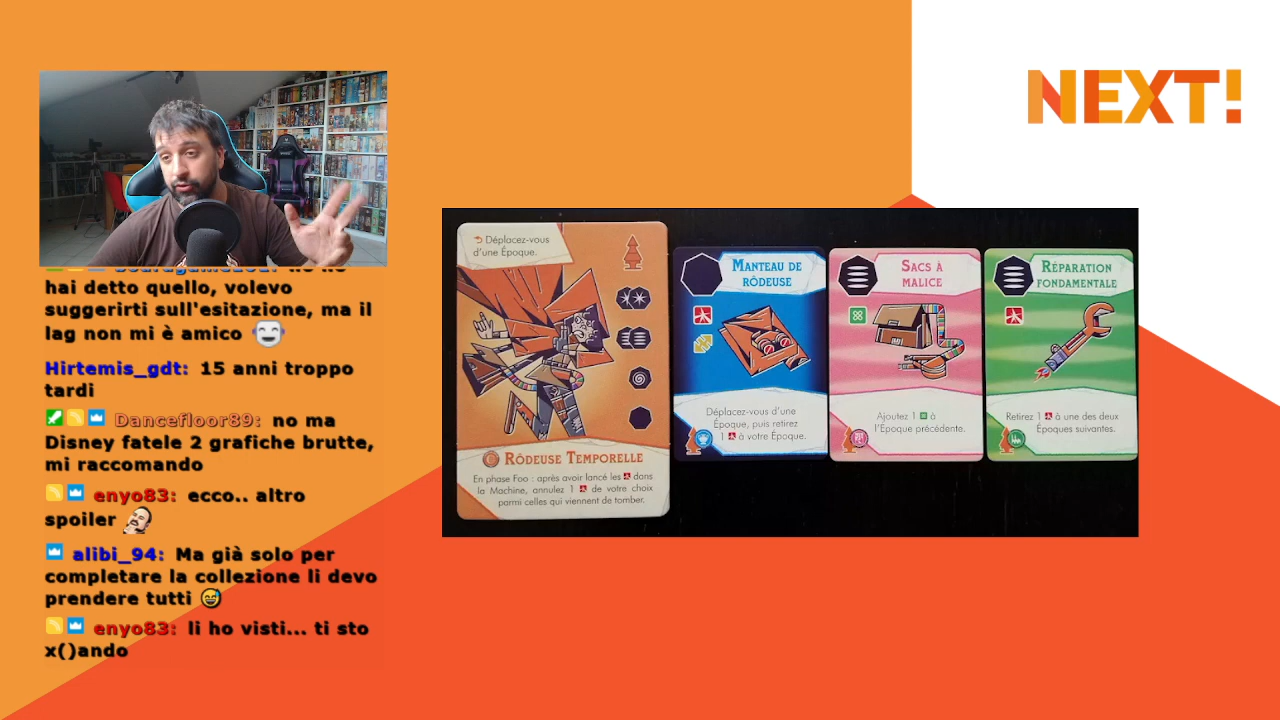 NEXT!
hai detto quello, volevo
suggerirti sull'esitazione, ma il
lag non mi è amico
Hirtemis_gdt: 15 anni troppo
tardi
Dancefloor89: no ma
Disney fatele 2 grafiche brutte,
mi raccomando
enyo83: ecco.. altro
spoiler
alibi_94: Ma già solo per
completare la collezione li devo
prendere tutti
enyo83: li ho visti... ti sto
x()ando
Déplacez-vous
d'une Époque.
RÔDEUSE TEMPORELLE
En phase Foo : après avoir lancé les dans
la Machine, annulez 1 de votre choix
parmi celles qui viennent de tomber.
MANTEAU DE
RÔDEUSE
Déplacez-vous d'une
Époque, puis retirez
1 à votre Époque.
SACS À
MALICE
Ajoutez 1 à
l'Époque précédente.
RÉPARATION
FONDAMENTALE
Retirez 1 à une des deux
Époques suivantes.